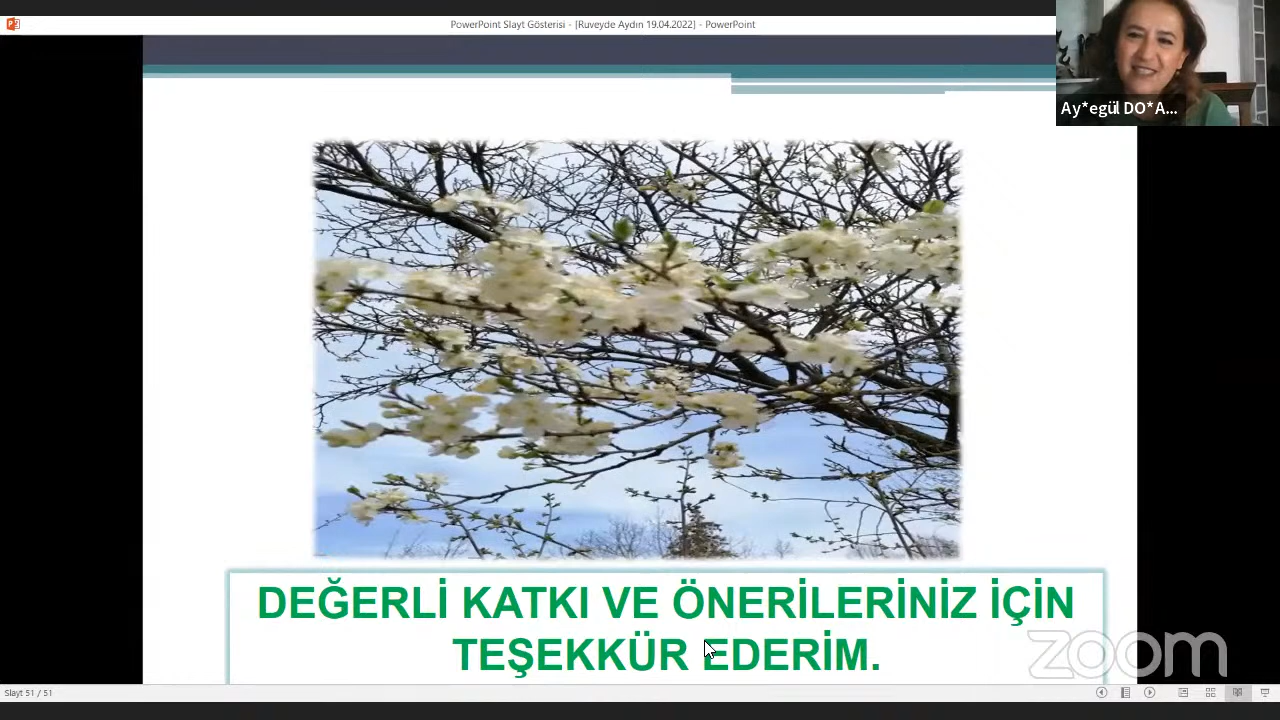 PowerPoint Slayt Gösterisi - [Ruveyde Aydın 19.04.2022] - PowerPoint
Ay*egül DO*A...
DEĞERLİ KATKI VE ÖNERİLERİNİZ İÇİN
TEŞEKKÜR EDERİM.
zoom
Slayt 51 / 51